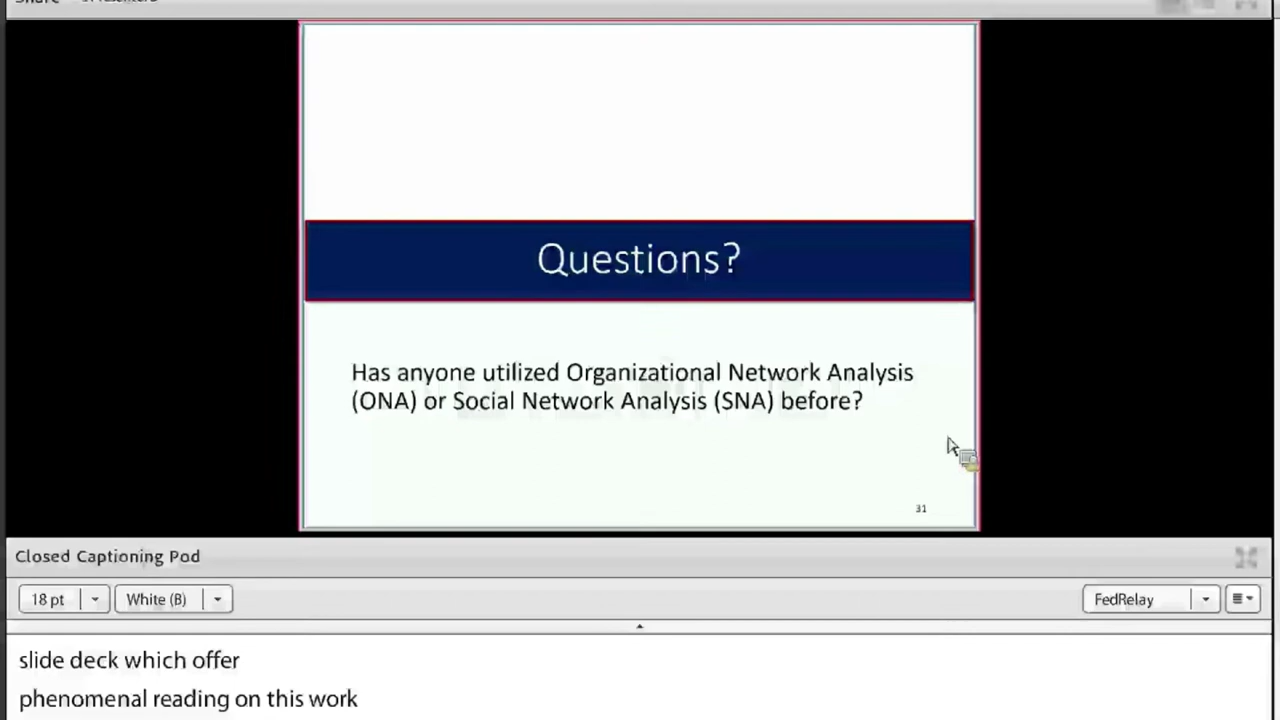 Questions?
Has anyone utilized Organizational Network Analysis
(ONA) or Social Network Analysis (SNA) before?
31
Closed Captioning Pod
18 pt
White (B)
FedRelay
slide deck which offer
phenomenal reading on this work